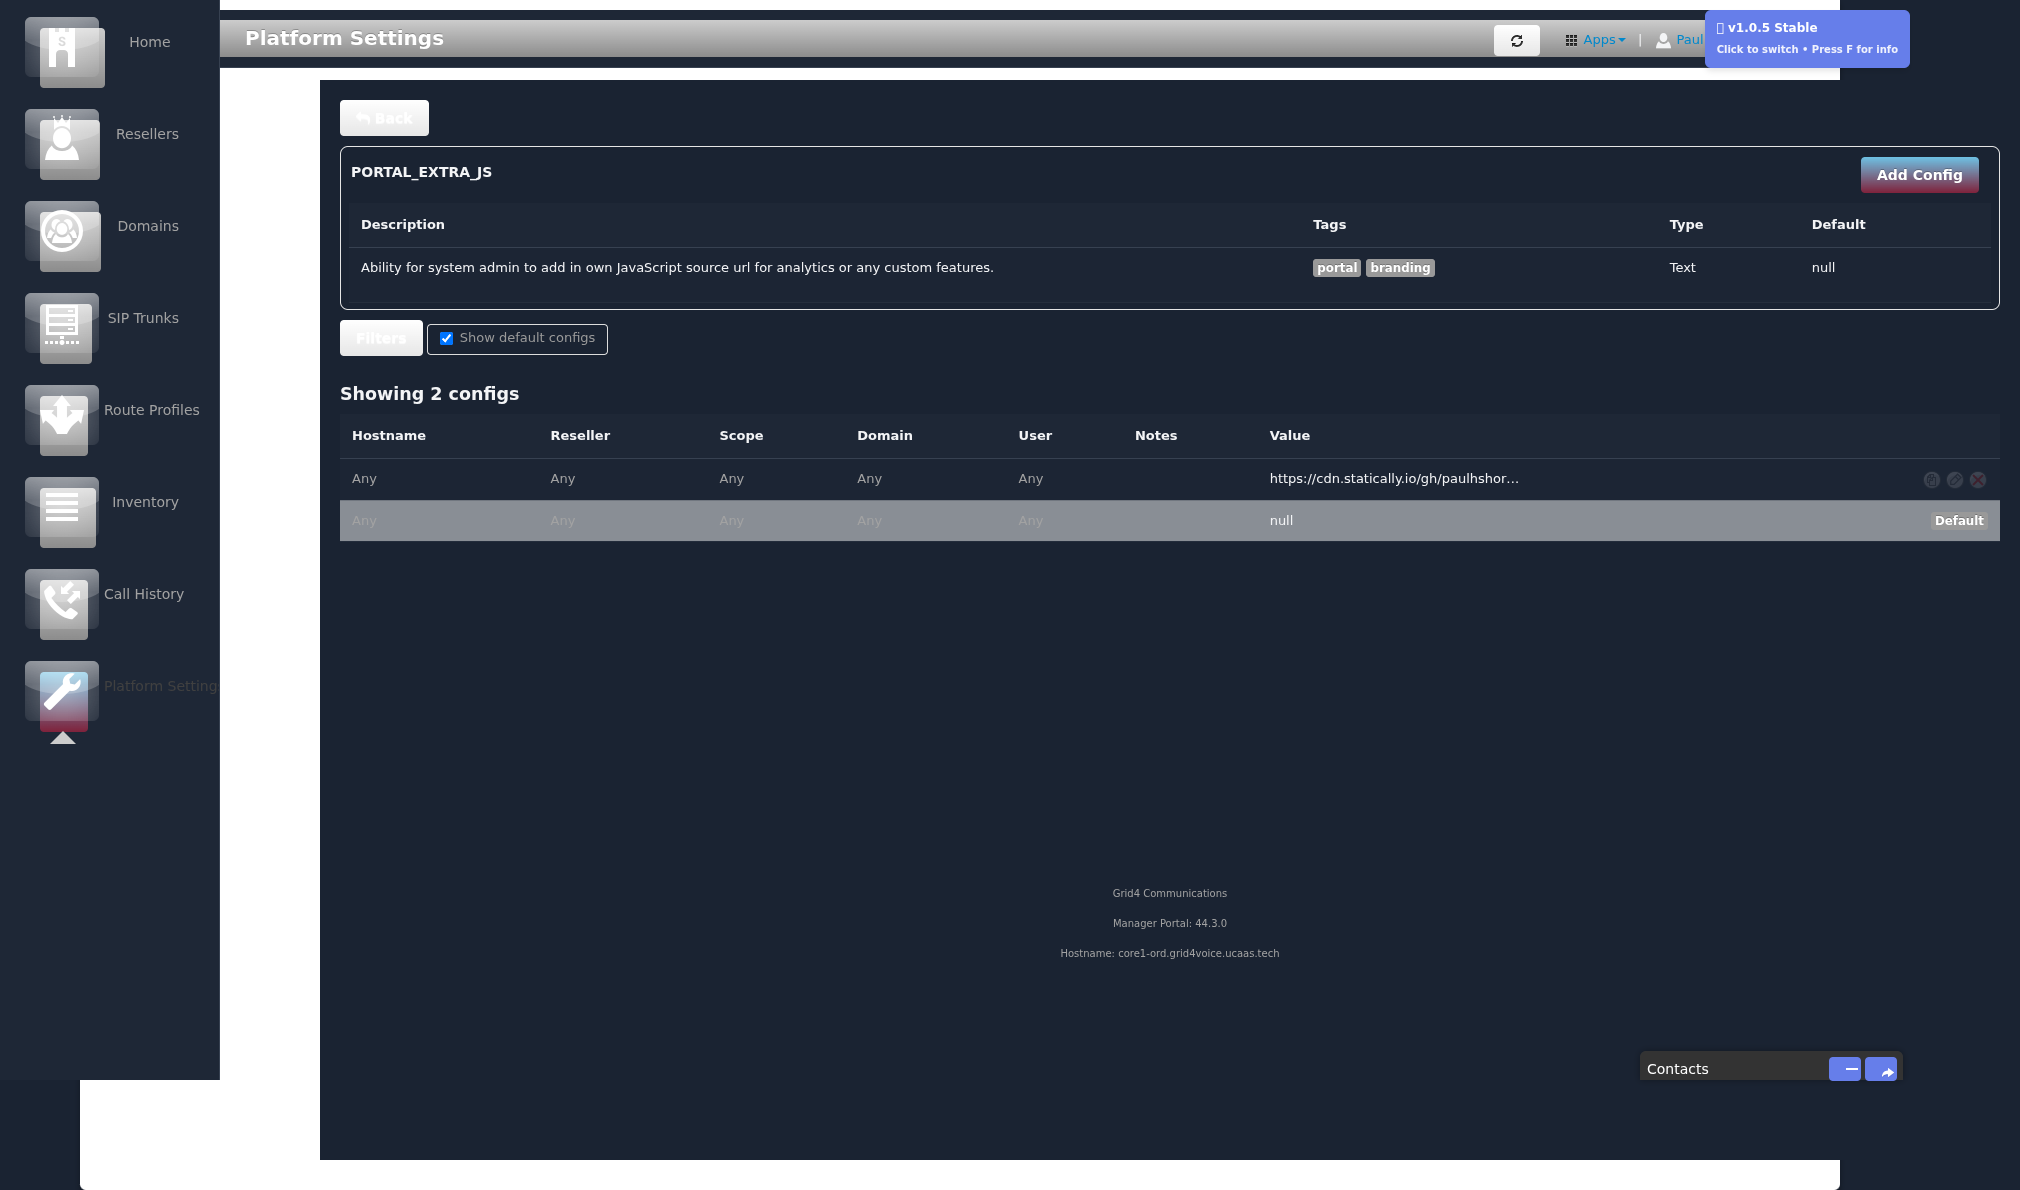 Home
Resellers
Domains
SIP Trunks
Route Profiles
Inventory
Call History
Platform Setting
Platform Settings
Apps
|
Paul
v1.0.5 Stable
Click to switch • Press F for info
Back
PORTAL_EXTRA_JS
Add Config
Description Tags Type Default
Ability for system admin to add in own JavaScript source url for analytics or any custom features. portal branding Text null
Filters
Show default configs
Showing 2 configs
Hostname Reseller Scope Domain User Notes Value
Any Any Any Any Any https://cdn.statically.io/gh/paulhshor...
Any Any Any Any Any null Default
Grid4 Communications
Manager Portal: 44.3.0
Hostname: core1-ord.grid4voice.ucaas.tech
Contacts